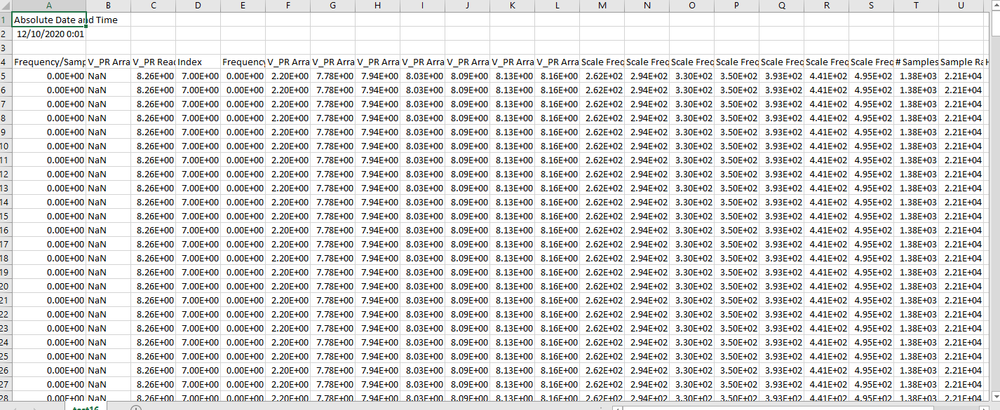 A B C D E F G H I J K L M N O P Q R S T U
1 Absolute Date and Time
2 12/10/2020 0:01
3
4 Frequency/Samp V_PR Arra V_PR Reac Index Frequency V_PR Arra V_PR Arra V_PR Arra V_PR Arra V_PR Arra V_PR Arra V_PR Arra Scale Freq Scale Freq Scale Freq Scale Freq Scale Freq Scale Freq Scale Freq # Samples Sample Ra H
5 0.00E+00 NaN 8.26E+00 7.00E+00 0.00E+00 2.20E+00 7.78E+00 7.94E+00 8.03E+00 8.09E+00 8.13E+00 8.16E+00 2.62E+02 2.94E+02 3.30E+02 3.50E+02 3.93E+02 4.41E+02 4.95E+02 1.38E+03 2.21E+04
6 0.00E+00 NaN 8.26E+00 7.00E+00 0.00E+00 2.20E+00 7.78E+00 7.94E+00 8.03E+00 8.09E+00 8.13E+00 8.16E+00 2.62E+02 2.94E+02 3.30E+02 3.50E+02 3.93E+02 4.41E+02 4.95E+02 1.38E+03 2.21E+04
7 0.00E+00 NaN 8.26E+00 7.00E+00 0.00E+00 2.20E+00 7.78E+00 7.94E+00 8.03E+00 8.09E+00 8.13E+00 8.16E+00 2.62E+02 2.94E+02 3.30E+02 3.50E+02 3.93E+02 4.41E+02 4.95E+02 1.38E+03 2.21E+04
8 0.00E+00 NaN 8.26E+00 7.00E+00 0.00E+00 2.20E+00 7.78E+00 7.94E+00 8.03E+00 8.09E+00 8.13E+00 8.16E+00 2.62E+02 2.94E+02 3.30E+02 3.50E+02 3.93E+02 4.41E+02 4.95E+02 1.38E+03 2.21E+04
9 0.00E+00 NaN 8.26E+00 7.00E+00 0.00E+00 2.20E+00 7.78E+00 7.94E+00 8.03E+00 8.09E+00 8.13E+00 8.16E+00 2.62E+02 2.94E+02 3.30E+02 3.50E+02 3.93E+02 4.41E+02 4.95E+02 1.38E+03 2.21E+04
10 0.00E+00 NaN 8.26E+00 7.00E+00 0.00E+00 2.20E+00 7.78E+00 7.94E+00 8.03E+00 8.09E+00 8.13E+00 8.16E+00 2.62E+02 2.94E+02 3.30E+02 3.50E+02 3.93E+02 4.41E+02 4.95E+02 1.38E+03 2.21E+04
11 0.00E+00 NaN 8.26E+00 7.00E+00 0.00E+00 2.20E+00 7.78E+00 7.94E+00 8.03E+00 8.09E+00 8.13E+00 8.16E+00 2.62E+02 2.94E+02 3.30E+02 3.50E+02 3.93E+02 4.41E+02 4.95E+02 1.38E+03 2.21E+04
12 0.00E+00 NaN 8.26E+00 7.00E+00 0.00E+00 2.20E+00 7.78E+00 7.94E+00 8.03E+00 8.09E+00 8.13E+00 8.16E+00 2.62E+02 2.94E+02 3.30E+02 3.50E+02 3.93E+02 4.41E+02 4.95E+02 1.38E+03 2.21E+04
13 0.00E+00 NaN 8.26E+00 7.00E+00 0.00E+00 2.20E+00 7.78E+00 7.94E+00 8.03E+00 8.09E+00 8.13E+00 8.16E+00 2.62E+02 2.94E+02 3.30E+02 3.50E+02 3.93E+02 4.41E+02 4.95E+02 1.38E+03 2.21E+04
14 0.00E+00 NaN 8.26E+00 7.00E+00 0.00E+00 2.20E+00 7.78E+00 7.94E+00 8.03E+00 8.09E+00 8.13E+00 8.16E+00 2.62E+02 2.94E+02 3.30E+02 3.50E+02 3.93E+02 4.41E+02 4.95E+02 1.38E+03 2.21E+04
15 0.00E+00 NaN 8.26E+00 7.00E+00 0.00E+00 2.20E+00 7.78E+00 7.94E+00 8.03E+00 8.09E+00 8.13E+00 8.16E+00 2.62E+02 2.94E+02 3.30E+02 3.50E+02 3.93E+02 4.41E+02 4.95E+02 1.38E+03 2.21E+04
16 0.00E+00 NaN 8.26E+00 7.00E+00 0.00E+00 2.20E+00 7.78E+00 7.94E+00 8.03E+00 8.09E+00 8.13E+00 8.16E+00 2.62E+02 2.94E+02 3.30E+02 3.50E+02 3.93E+02 4.41E+02 4.95E+02 1.38E+03 2.21E+04
17 0.00E+00 NaN 8.26E+00 7.00E+00 0.00E+00 2.20E+00 7.78E+00 7.94E+00 8.03E+00 8.09E+00 8.13E+00 8.16E+00 2.62E+02 2.94E+02 3.30E+02 3.50E+02 3.93E+02 4.41E+02 4.95E+02 1.38E+03 2.21E+04
18 0.00E+00 NaN 8.26E+00 7.00E+00 0.00E+00 2.20E+00 7.78E+00 7.94E+00 8.03E+00 8.09E+00 8.13E+00 8.16E+00 2.62E+02 2.94E+02 3.30E+02 3.50E+02 3.93E+02 4.41E+02 4.95E+02 1.38E+03 2.21E+04
19 0.00E+00 NaN 8.26E+00 7.00E+00 0.00E+00 2.20E+00 7.78E+00 7.94E+00 8.03E+00 8.09E+00 8.13E+00 8.16E+00 2.62E+02 2.94E+02 3.30E+02 3.50E+02 3.93E+02 4.41E+02 4.95E+02 1.38E+03 2.21E+04
20 0.00E+00 NaN 8.26E+00 7.00E+00 0.00E+00 2.20E+00 7.78E+00 7.94E+00 8.03E+00 8.09E+00 8.13E+00 8.16E+00 2.62E+02 2.94E+02 3.30E+02 3.50E+02 3.93E+02 4.41E+02 4.95E+02 1.38E+03 2.21E+04
21 0.00E+00 NaN 8.26E+00 7.00E+00 0.00E+00 2.20E+00 7.78E+00 7.94E+00 8.03E+00 8.09E+00 8.13E+00 8.16E+00 2.62E+02 2.94E+02 3.30E+02 3.50E+02 3.93E+02 4.41E+02 4.95E+02 1.38E+03 2.21E+04
22 0.00E+00 NaN 8.26E+00 7.00E+00 0.00E+00 2.20E+00 7.78E+00 7.94E+00 8.03E+00 8.09E+00 8.13E+00 8.16E+00 2.62E+02 2.94E+02 3.30E+02 3.50E+02 3.93E+02 4.41E+02 4.95E+02 1.38E+03 2.21E+04
23 0.00E+00 NaN 8.26E+00 7.00E+00 0.00E+00 2.20E+00 7.78E+00 7.94E+00 8.03E+00 8.09E+00 8.13E+00 8.16E+00 2.62E+02 2.94E+02 3.30E+02 3.50E+02 3.93E+02 4.41E+02 4.95E+02 1.38E+03 2.21E+04
24 0.00E+00 NaN 8.26E+00 7.00E+00 0.00E+00 2.20E+00 7.78E+00 7.94E+00 8.03E+00 8.09E+00 8.13E+00 8.16E+00 2.62E+02 2.94E+02 3.30E+02 3.50E+02 3.93E+02 4.41E+02 4.95E+02 1.38E+03 2.21E+04
25 0.00E+00 NaN 8.26E+00 7.00E+00 0.00E+00 2.20E+00 7.78E+00 7.94E+00 8.03E+00 8.09E+00 8.13E+00 8.16E+00 2.62E+02 2.94E+02 3.30E+02 3.50E+02 3.93E+02 4.41E+02 4.95E+02 1.38E+03 2.21E+04
26 0.00E+00 NaN 8.26E+00 7.00E+00 0.00E+00 2.20E+00 7.78E+00 7.94E+00 8.03E+00 8.09E+00 8.13E+00 8.16E+00 2.62E+02 2.94E+02 3.30E+02 3.50E+02 3.93E+02 4.41E+02 4.95E+02 1.38E+03 2.21E+04
27 0.00E+00 NaN 8.26E+00 7.00E+00 0.00E+00 2.20E+00 7.78E+00 7.94E+00 8.03E+00 8.09E+00 8.13E+00 8.16E+00 2.62E+02 2.94E+02 3.30E+02 3.50E+02 3.93E+02 4.41E+02 4.95E+02 1.38E+03 2.21E+04
28 0.00E+00 NaN 8.26E+00 7.00E+00 0.00E+00 2.20E+00 7.78E+00 7.94E+00 8.03E+00 8.09E+00 8.13E+00 8.16E+00 2.62E+02 2.94E+02 3.30E+02 3.50E+02 3.93E+02 4.41E+02 4.95E+02 1.38E+03 2.21E+04
test16